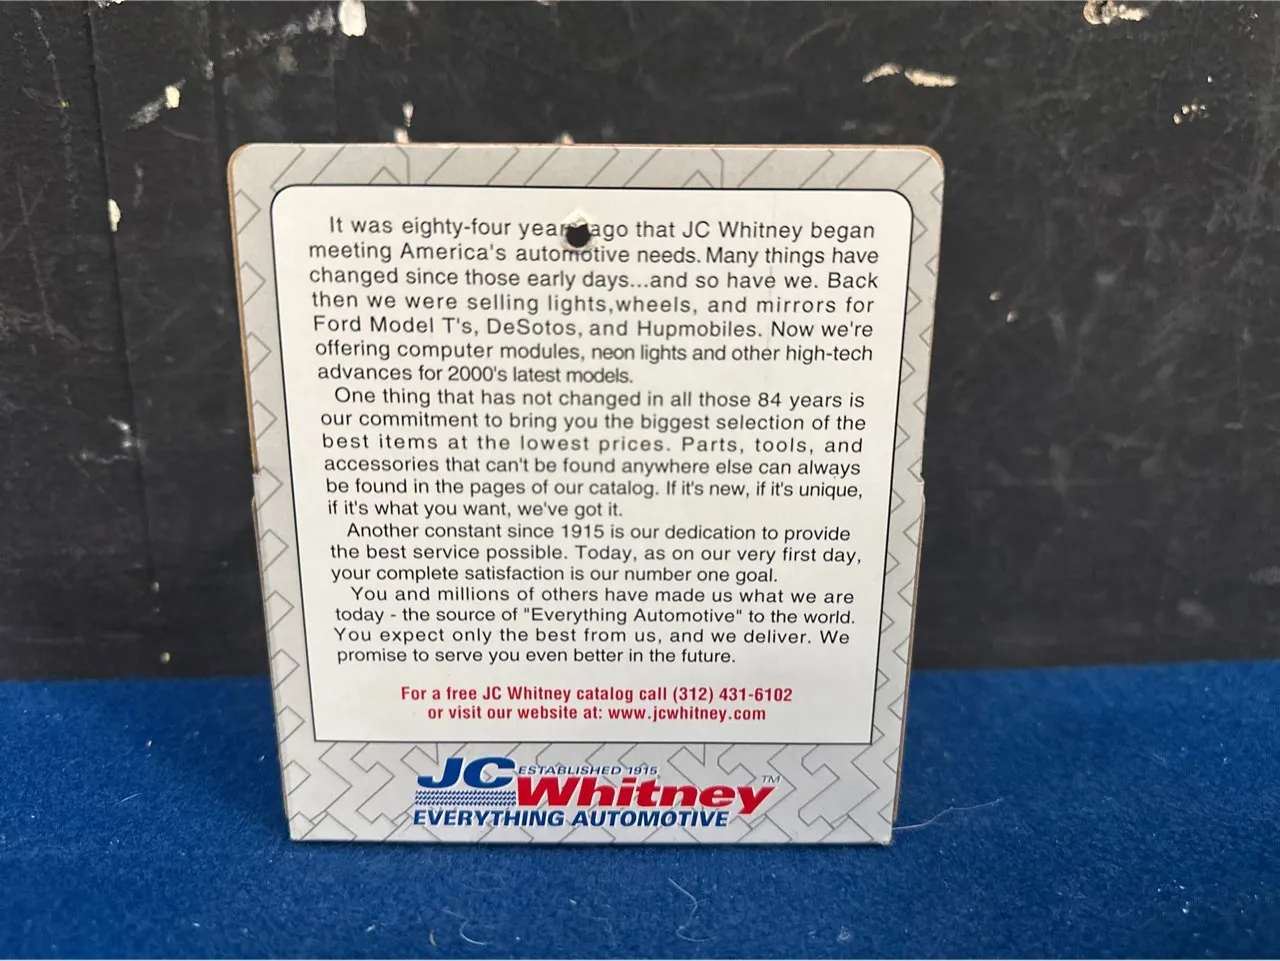 It was eighty-four years ago that JC Whitney began
meeting America's automotive needs. Many things have
changed since those early days...and so have we. Back
then we were selling lights,wheels, and mirrors for
Ford Model T's, DeSotos, and Hupmobiles. Now we're
offering computer modules, neon lights and other high-tech
advances for 2000's latest models.
One thing that has not changed in all those 84 years is
our commitment to bring you the biggest selection of the
best items at the lowest prices. Parts, tools, and
accessories that can't be found anywhere else can always
be found in the pages of our catalog. If it's new, if it's unique,
if it's what you want, we've got it.
Another constant since 1915 is our dedication to provide
the best service possible. Today, as on our very first day,
your complete satisfaction is our number one goal.
You and millions of others have made us what we are
today - the source of "Everything Automotive" to the world.
You expect only the best from us, and we deliver. We
promise to serve you even better in the future.
For a free JC Whitney catalog call (312) 431-6102
or visit our website at: www.jcwhitney.com
ESTABLISHED 1915
JC Whitney™
EVERYTHING AUTOMOTIVE